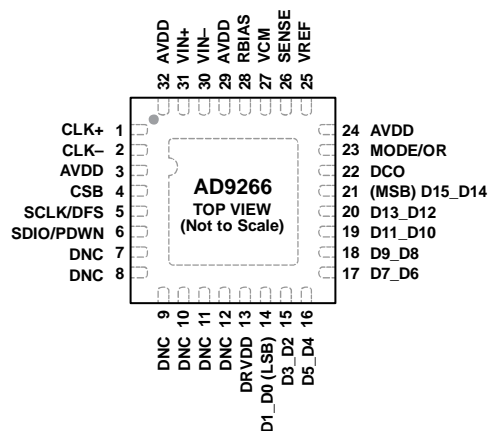 32 AVDD
31 VIN+
30 VIN–
29 AVDD
28 RBIAS
27 VCM
26 SENSE
25 VREF
CLK+ 1
CLK– 2
AVDD 3
CSB 4
SCLK/DFS 5
SDIO/PDWN 6
DNC 7
DNC 8
AD9266
TOP VIEW
(Not to Scale)
24 AVDD
23 MODE/OR
22 DCO
21 (MSB) D15_D14
20 D13_D12
19 D11_D10
18 D9_D8
17 D7_D6
DNC 9
DNC 10
DNC 11
DNC 12
DRVDD 13
D1_D0 (LSB) 14
D3_D2 15
D5_D4 16